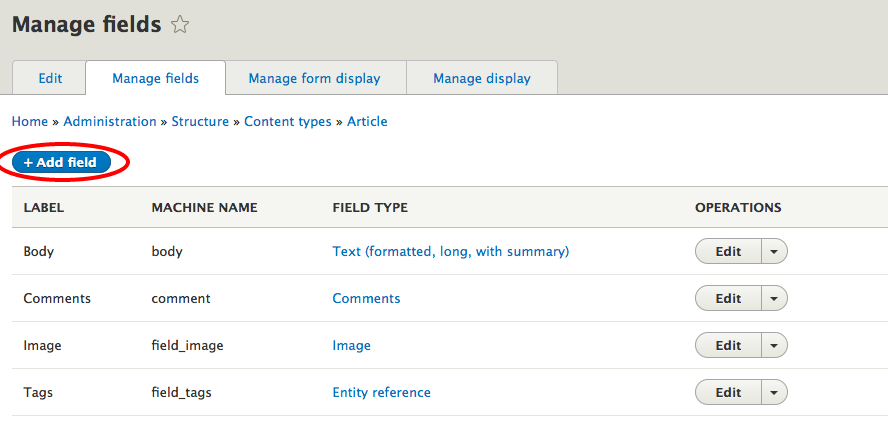 Manage fields
Edit Manage fields Manage form display Manage display
Home » Administration » Structure » Content types » Article
+ Add field
LABEL MACHINE NAME FIELD TYPE OPERATIONS
Body body Text (formatted, long, with summary) Edit
Comments comment Comments Edit
Image field_image Image Edit
Tags field_tags Entity reference Edit